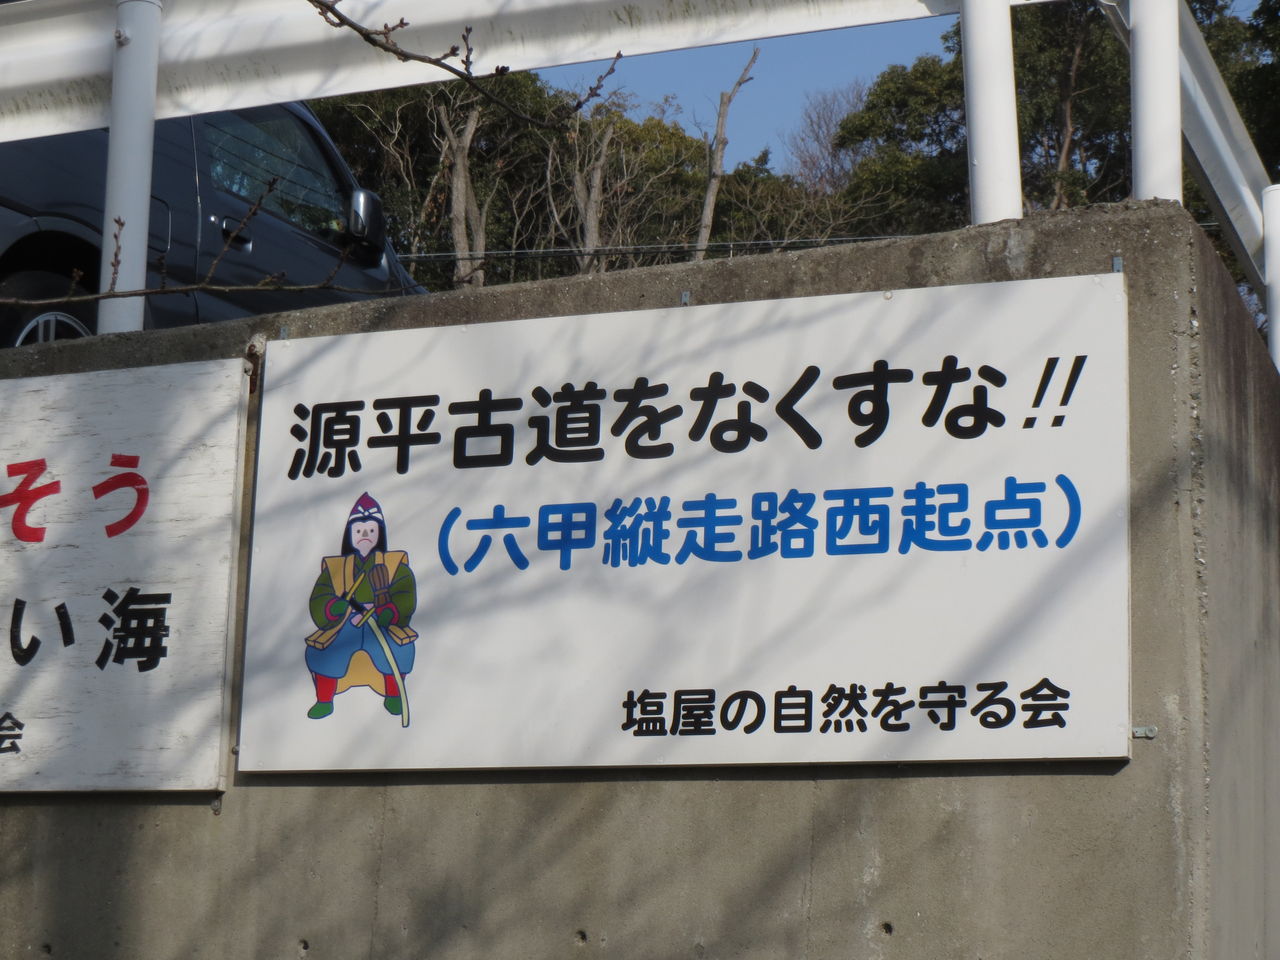 そう
い海
会
源平古道をなくすな!!
(六甲縦走路西起点)
塩屋の自然を守る会